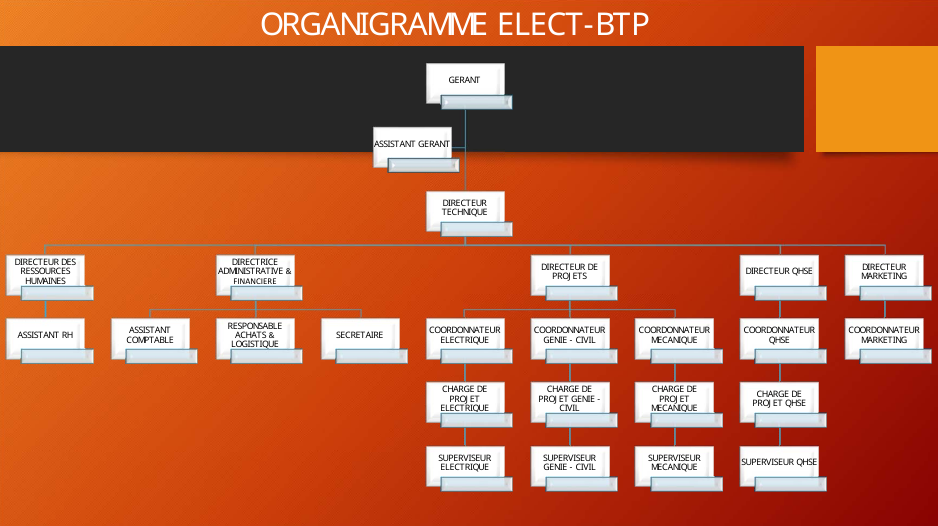 ORGANIGRAMME ELECT-BTP
GERANT
ASSISTANT GERANT
DIRECTEUR
TECHNIQUE
DIRECTEUR DES
RESSOURCES
HUMAINES
DIRECTRICE
ADMINISTRATIVE &
FINANCIERE
DIRECTEUR DE
PROJETS
DIRECTEUR QHSE
DIRECTEUR
MARKETING
ASSISTANT RH
ASSISTANT
COMPTABLE
RESPONSABLE
ACHATS &
LOGISTIQUE
SECRETAIRE
COORDONNATEUR
ELECTRIQUE
COORDONNATEUR
GENIE - CIVIL
COORDONNATEUR
MECANIQUE
COORDONNATEUR
QHSE
COORDONNATEUR
MARKETING
CHARGE DE
PROJET
ELECTRIQUE
CHARGE DE
PROJET GENIE -
CIVIL
CHARGE DE
PROJET
MECANIQUE
CHARGE DE
PROJET QHSE
SUPERVISEUR
ELECTRIQUE
SUPERVISEUR
GENIE - CIVIL
SUPERVISEUR
MECANIQUE
SUPERVISEUR QHSE